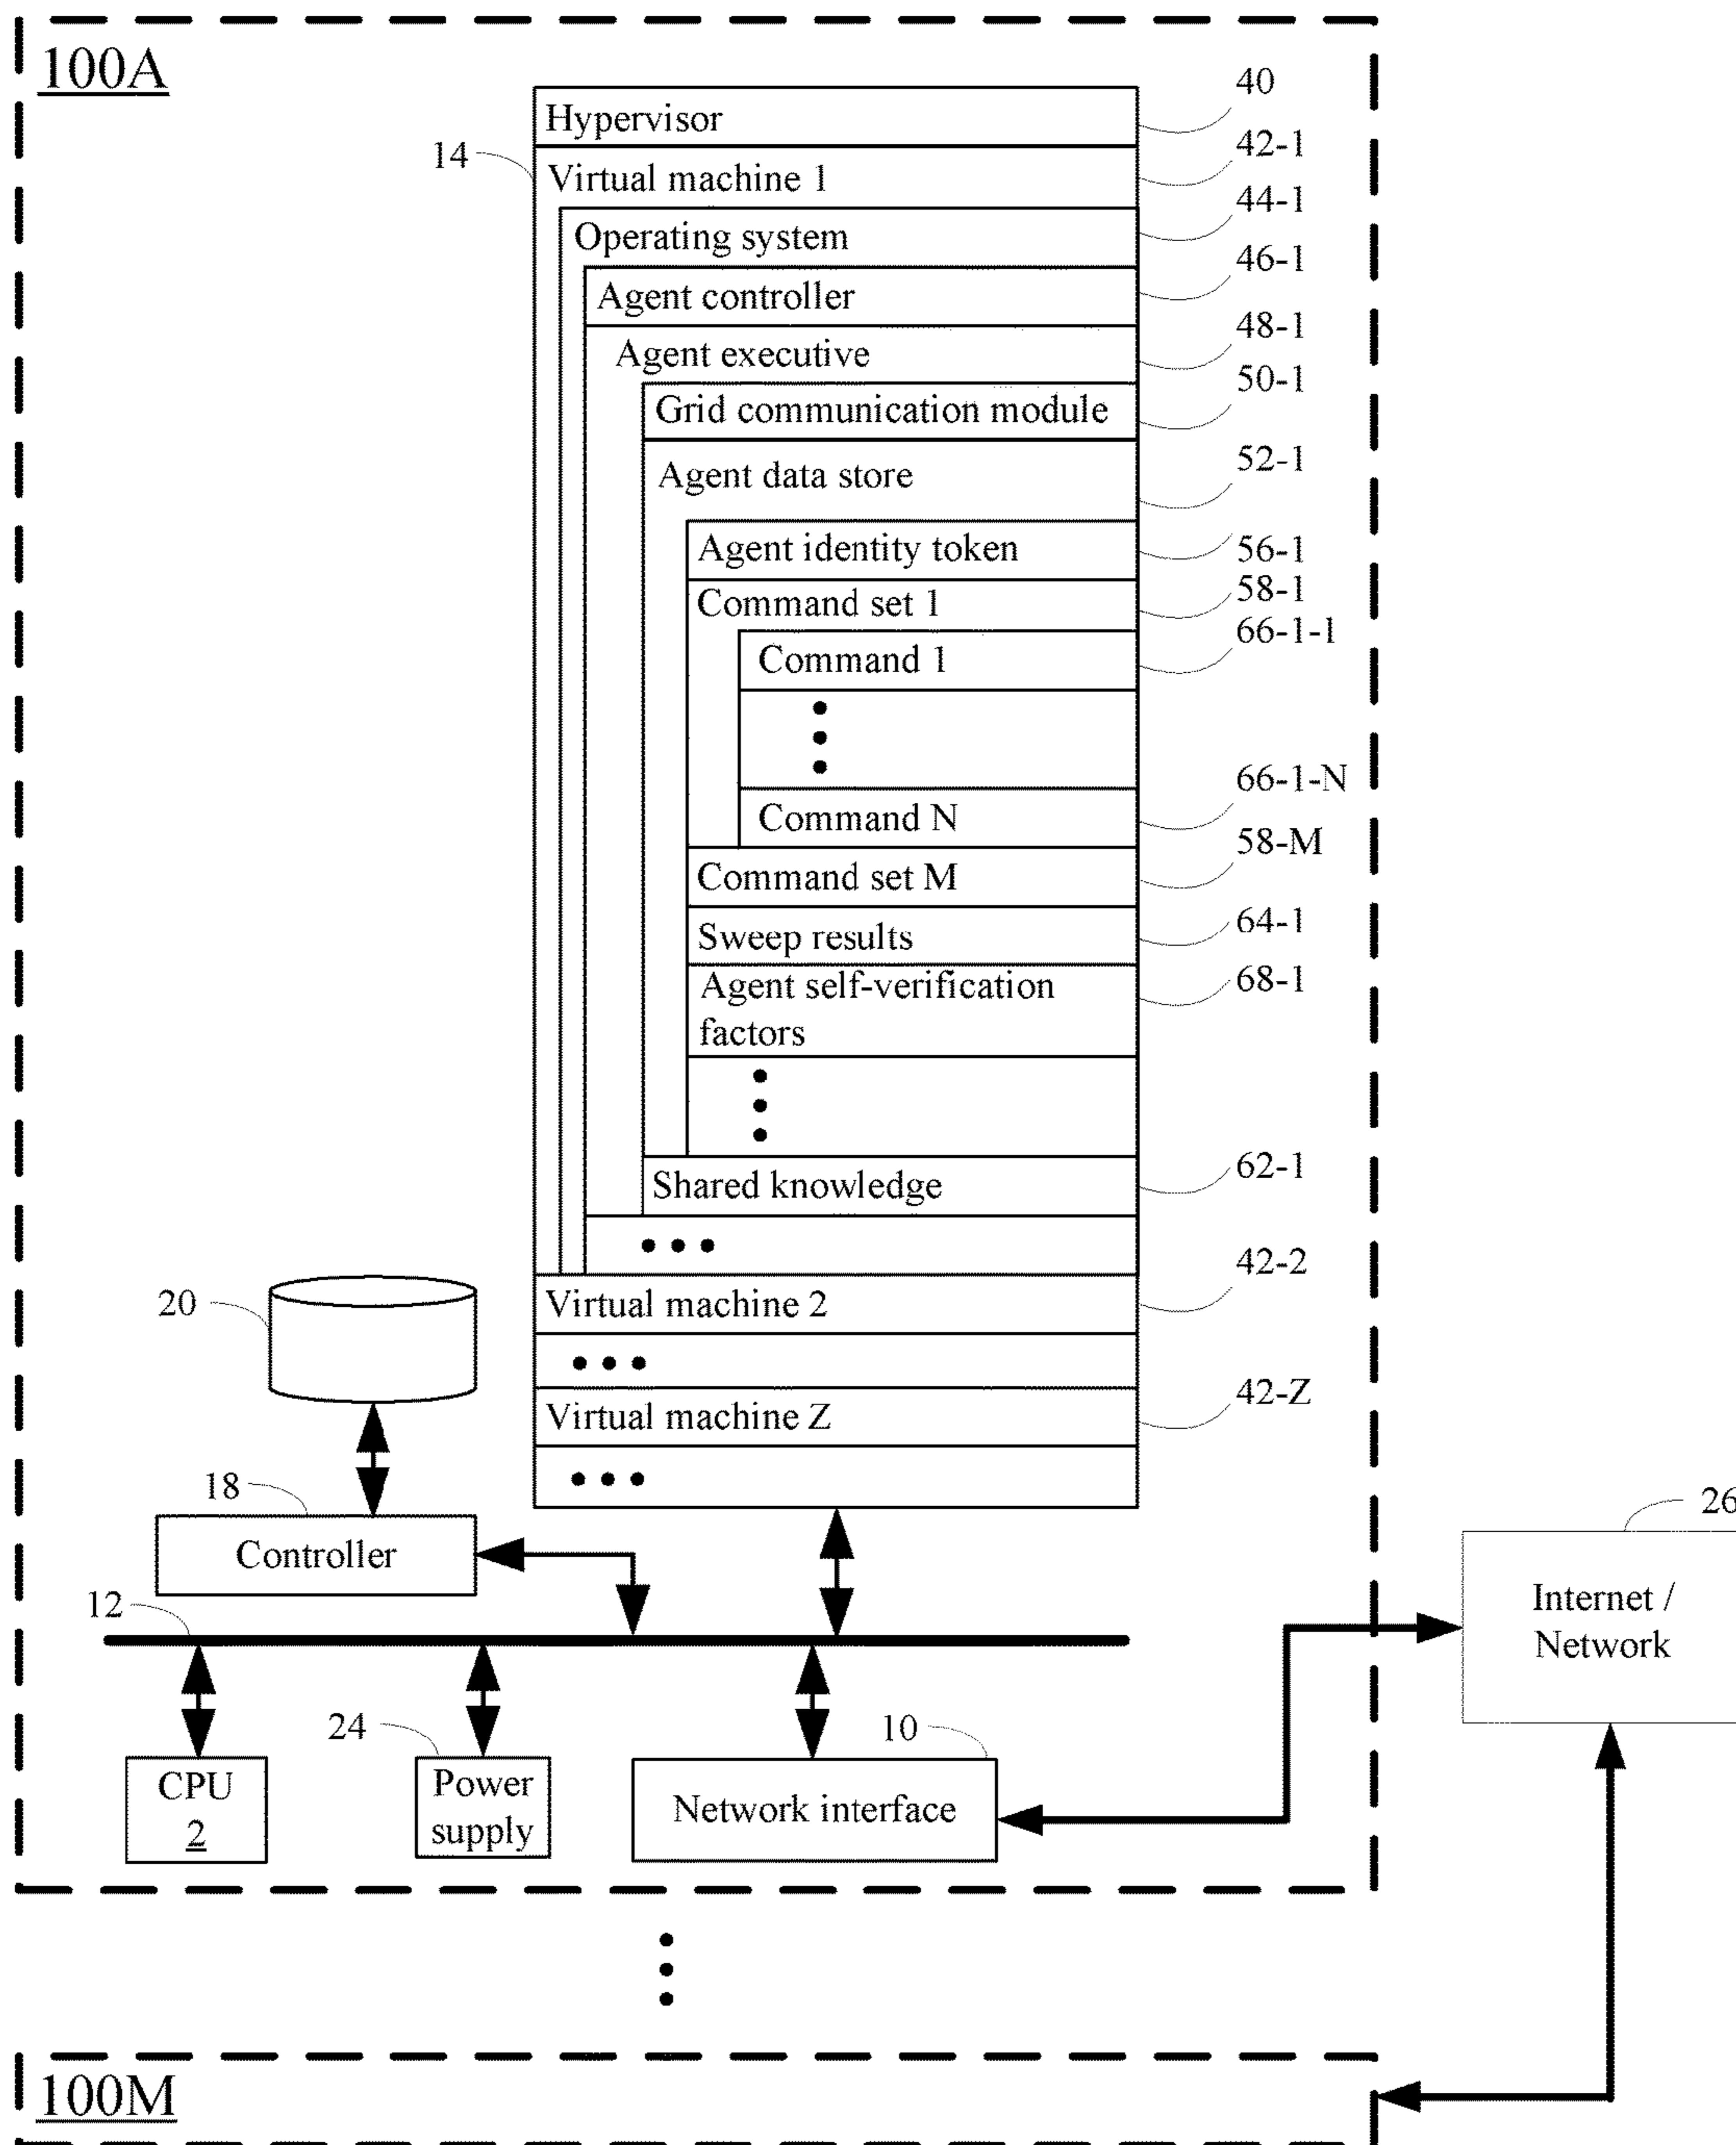 100A
Hypervisor
40
14
Virtual machine 1
42-1
Operating system
44-1
Agent controller
46-1
Agent executive
48-1
Grid communication module
50-1
Agent data store
52-1
Agent identity token
56-1
Command set 1
58-1
Command 1
66-1-1
Command N
66-1-N
Command set M
58-M
Sweep results
64-1
Agent self-verification
factors
68-1
Shared knowledge
62-1
Virtual machine 2
42-2
20
Virtual machine Z
42-Z
18
Controller
12
26
Internet /
Network
CPU
2
24
Power
supply
10
Network interface
100M